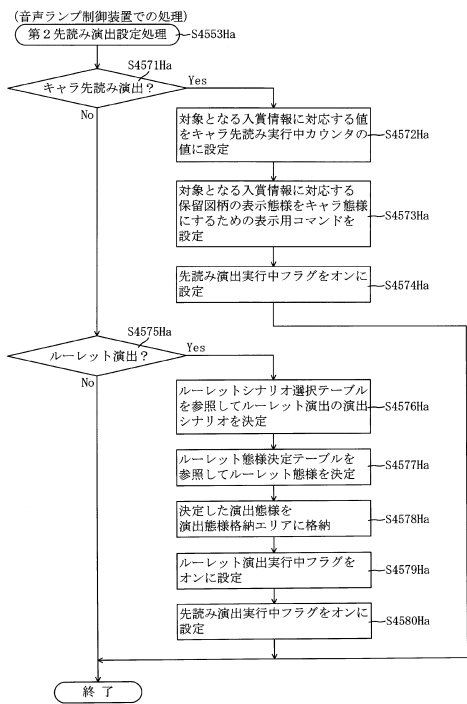 (音声ランプ制御装置での処理)
第2先読み演出設定処理
S4553Ha
S4571Ha
キャラ先読み演出?
Yes
No
対象となる入賞情報に対応する値
をキャラ先読み実行中カウンタの
値に設定
S4572Ha
対象となる入賞情報に対応する
保留図柄の表示態様をキャラ態様
にするための表示用コマンドを
設定
S4573Ha
先読み演出実行中フラグをオンに
設定
S4574Ha
S4575Ha
ルーレット演出?
Yes
No
ルーレットシナリオ選択テーブル
を参照してルーレット演出の演出
シナリオを決定
S4576Ha
ルーレット態様決定テーブルを
参照してルーレット態様を決定
S4577Ha
決定した演出態様を
演出態様格納エリアに格納
S4578Ha
ルーレット演出実行中フラグを
オンに設定
S4579Ha
先読み演出実行中フラグをオンに
設定
S4580Ha
終了